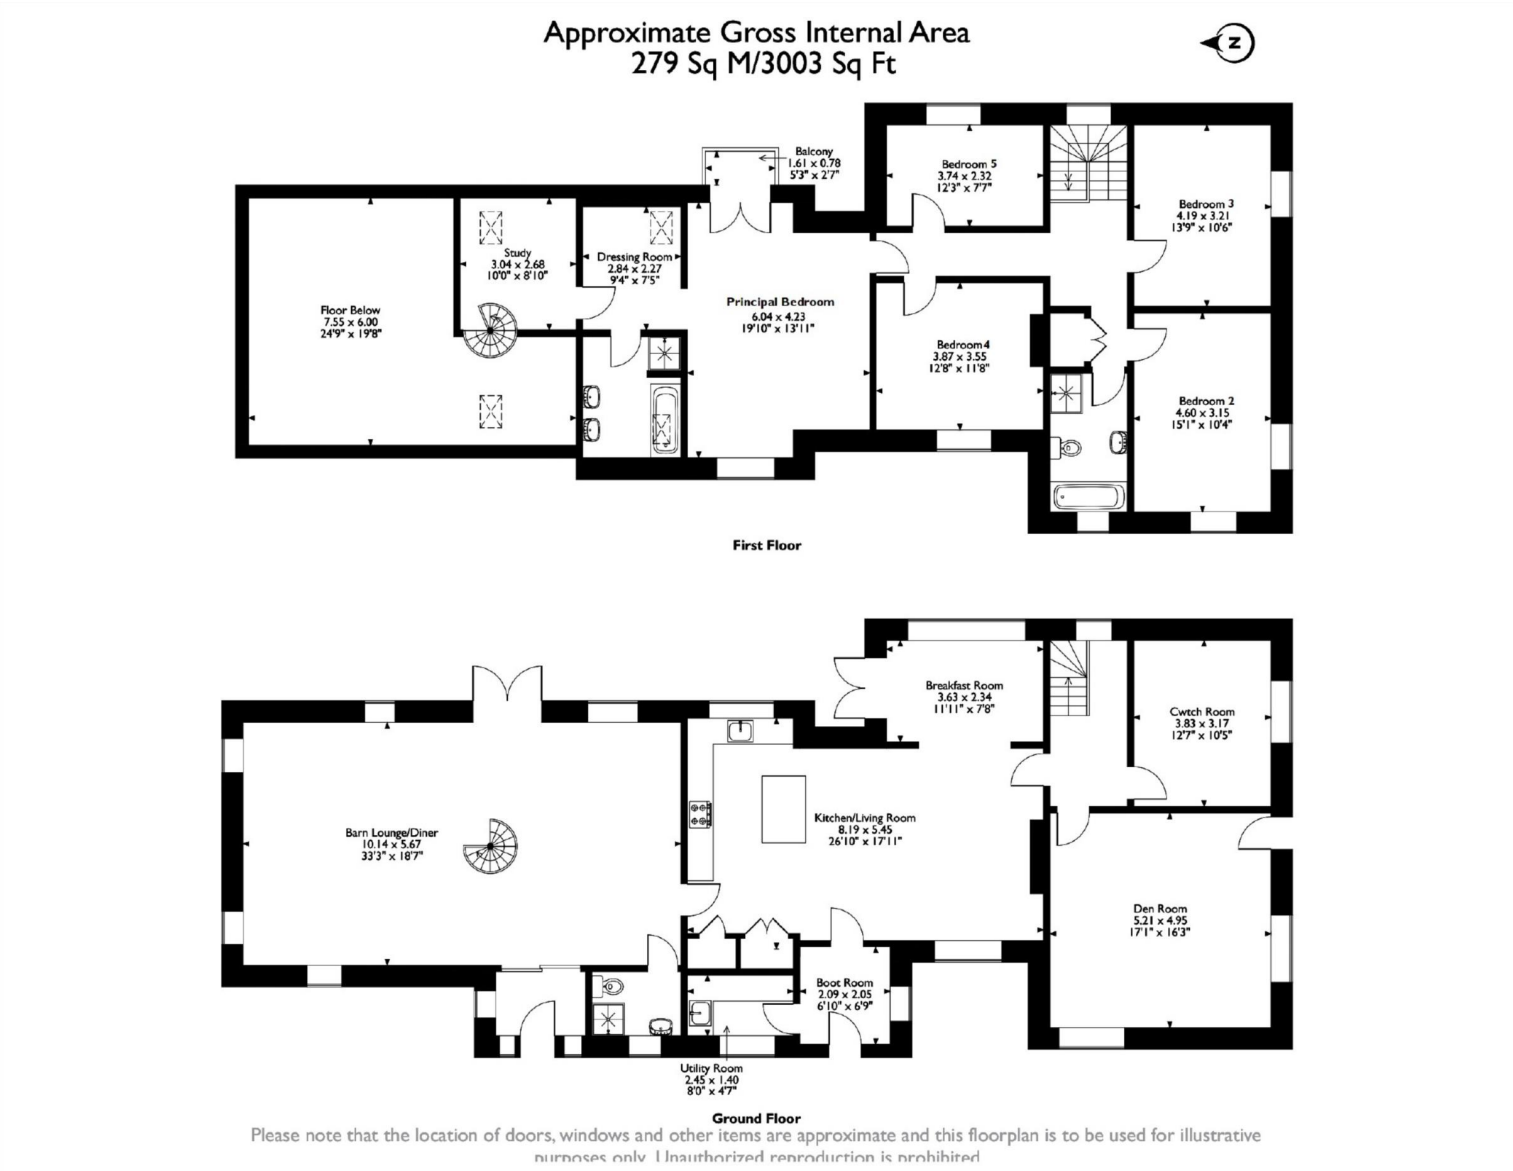 Approximate Gross Internal Area
279 Sq M/3003 Sq Ft
N
Balcony
1.61 x 0.78
5'3" x 2'7"
Bedroom 5
3.74 x 2.32
12'3" x 7'7"
Bedroom 3
4.19 x 3.21
13'9" x 10'6"
Study
3.04 x 2.68
10'0" x 8'10"
Dressing Room
2.84 x 2.27
9'4" x 7'5"
Floor Below
7.55 x 6.00
24'9" x 19'8"
Principal Bedroom
6.04 x 4.23
19'10" x 13'11"
Bedroom4
3.87 x 3.55
12'8" x 11'8"
Bedroom 2
4.60 x 3.15
15'1" x 10'4"
First Floor
Breakfast Room
3.63 x 2.34
11'11" x 7'8"
Cwtch Room
3.83 x 3.17
12'7" x 10'5"
Barn Lounge/Diner
10.14 x 5.67
33'3" x 18'7"
Kitchen/Living Room
8.19 x 5.45
26'10" x 17'11"
Den Room
5.21 x 4.95
17'1" x 16'3"
Boot Room
2.09 x 2.05
6'10" x 6'9"
Utility Room
2.45 x 1.40
8'0" x 4'7"
Ground Floor
Please note that the location of doors, windows and other items are approximate and this floorplan is to be used for illustrative
purposes only. Unauthorized reproduction is prohibited